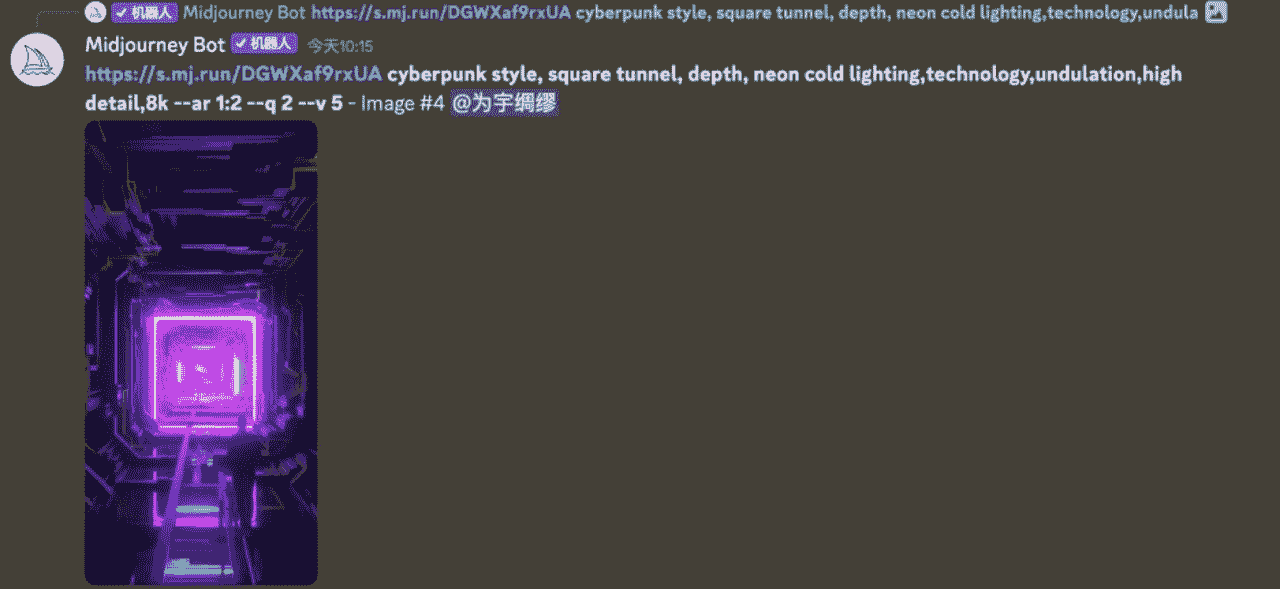 ✓ 机器人 Midjourney Bot https://s.mj.run/DGWXaf9rxUA cyberpunk style, square tunnel, depth, neon cold lighting,technology,undula
Midjourney Bot ✓ 机器人 今天10:15
https://s.mj.run/DGWXaf9rxUA cyberpunk style, square tunnel, depth, neon cold lighting,technology,undulation,high
detail,8k --ar 1:2 --q 2 --v 5 - Image #4 @为宇绸缪